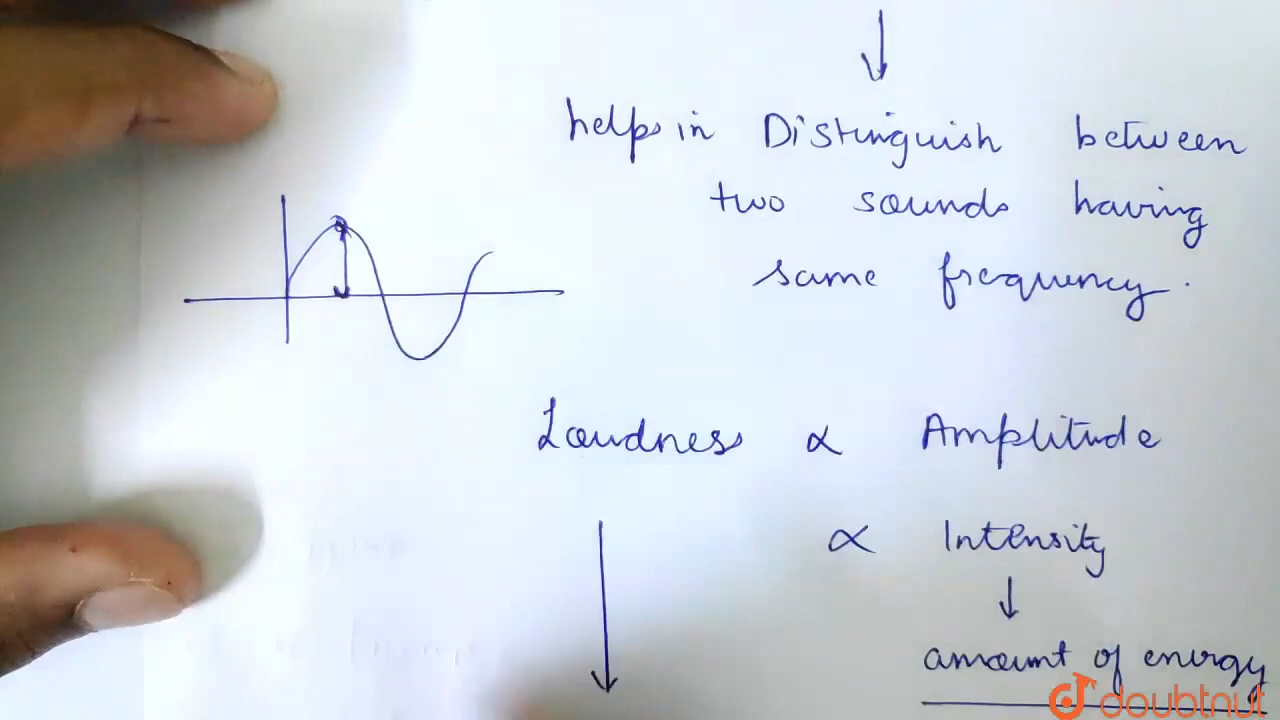 helps in Distinguish between
two sounds having
same frequency.
Loudness ∝ Amplitude
∝ Intensity
amount of energy
doubtnut